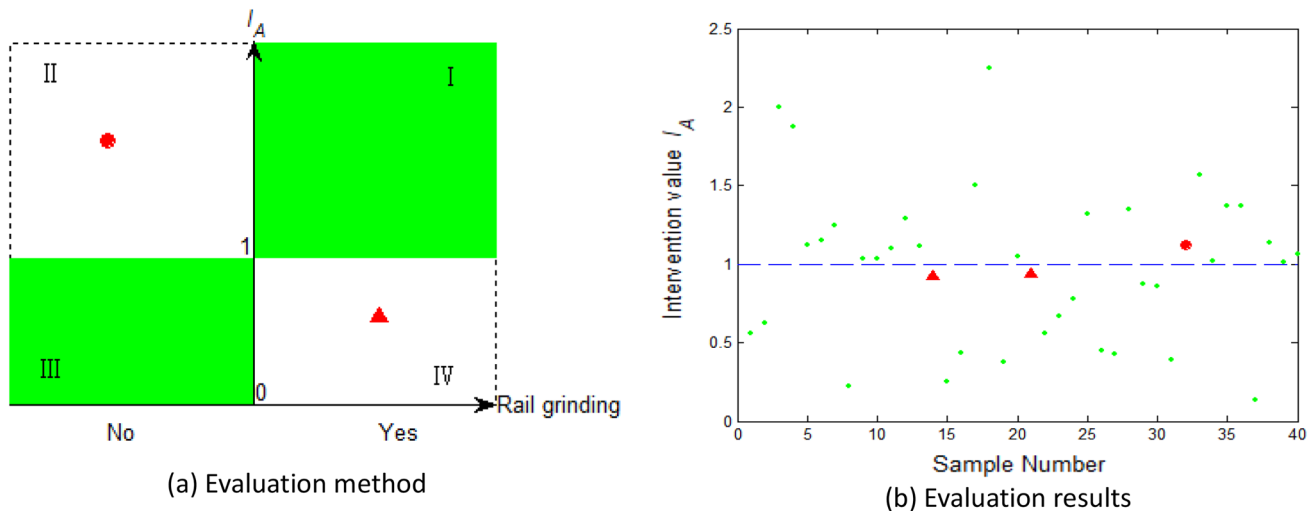 I_A
II
I
1
III
IV
0
Rail grinding
No
Yes
(a) Evaluation method
2.5
2
1.5
1
0.5
0
Intervention value I_A
0 5 10 15 20 25 30 35 40
Sample Number
(b) Evaluation results